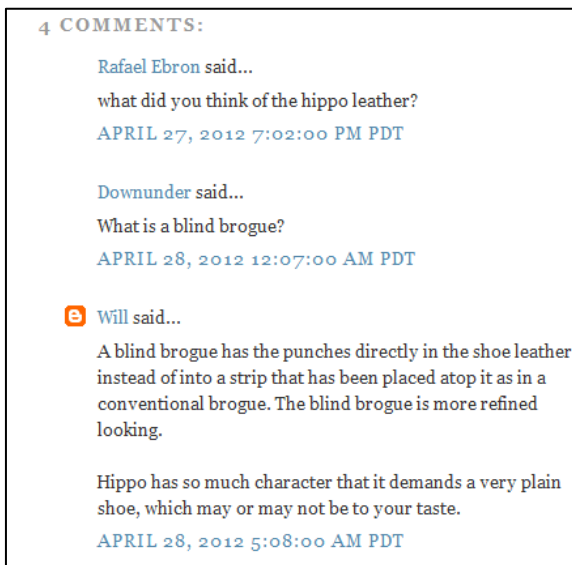 4 COMMENTS:
Rafael Ebron said...
what did you think of the hippo leather?
APRIL 27, 2012 7:02:00 PM PDT
Downunder said...
What is a blind brogue?
APRIL 28, 2012 12:07:00 AM PDT
Will said...
A blind brogue has the punches directly in the shoe leather
instead of into a strip that has been placed atop it as in a
conventional brogue. The blind brogue is more refined
looking.
Hippo has so much character that it demands a very plain
shoe, which may or may not be to your taste.
APRIL 28, 2012 5:08:00 AM PDT